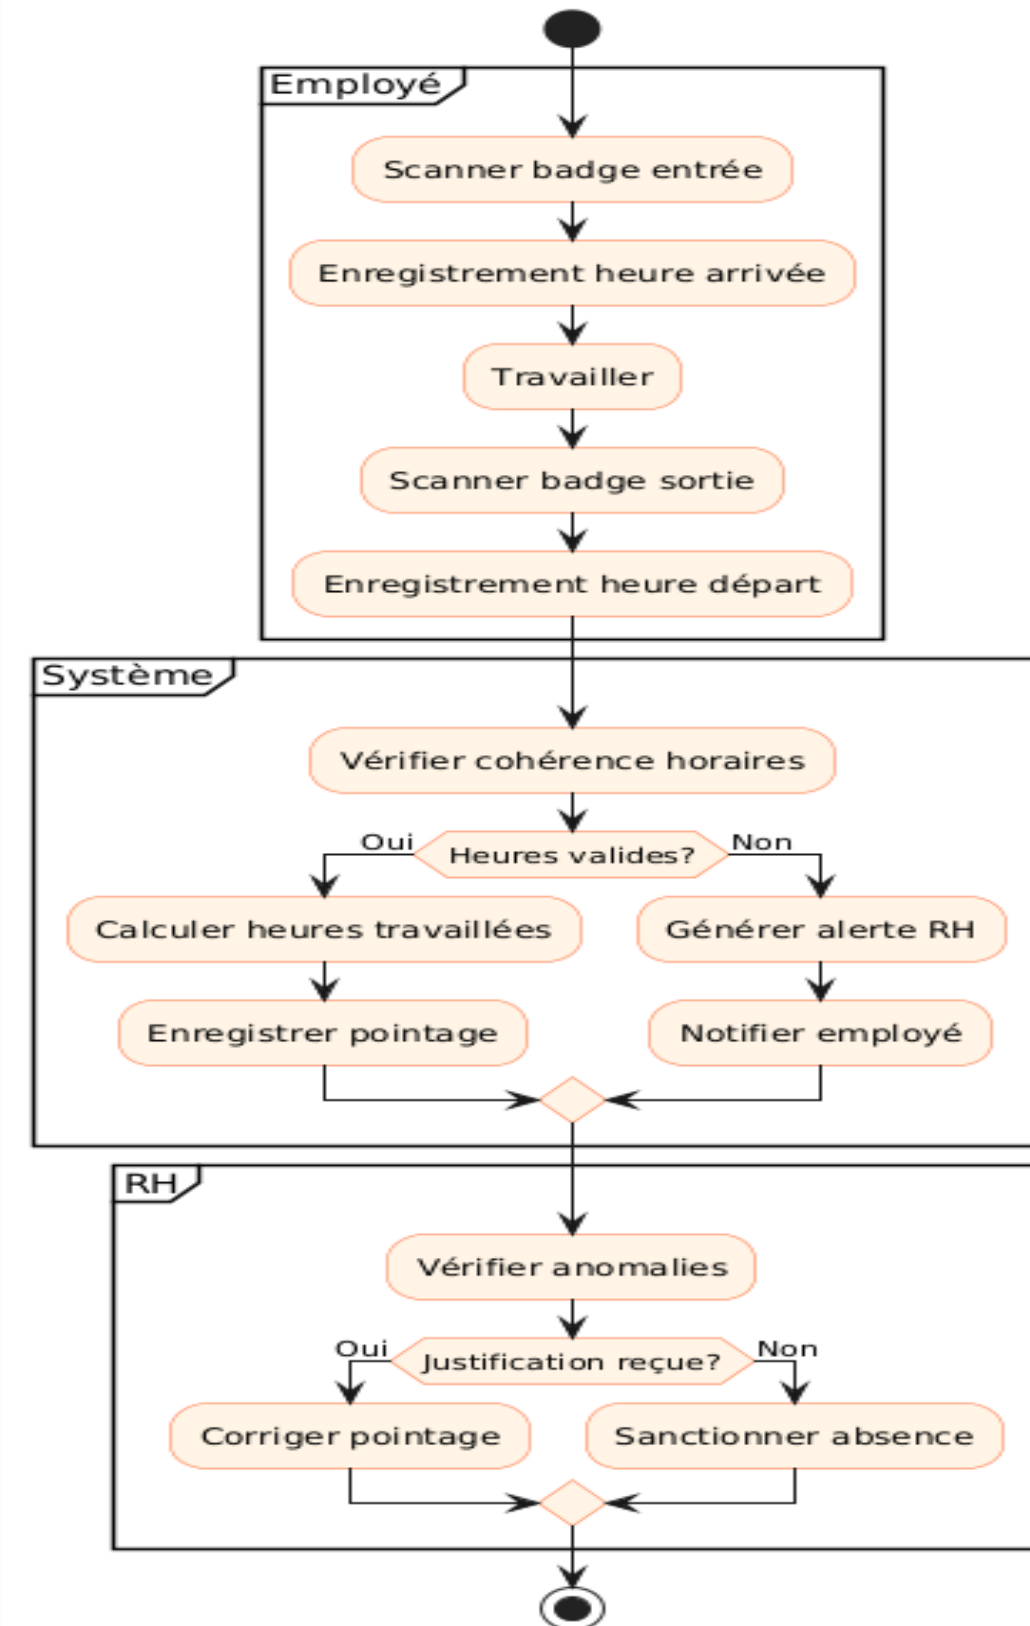 Employé
Scanner badge entrée
Enregistrement heure arrivée
Travailler
Scanner badge sortie
Enregistrement heure départ
Système
Vérifier cohérence horaires
Oui
Heures valides?
Non
Calculer heures travaillées
Générer alerte RH
Enregistrer pointage
Notifier employé
RH
Vérifier anomalies
Oui
Justification reçue?
Non
Corriger pointage
Sanctionner absence